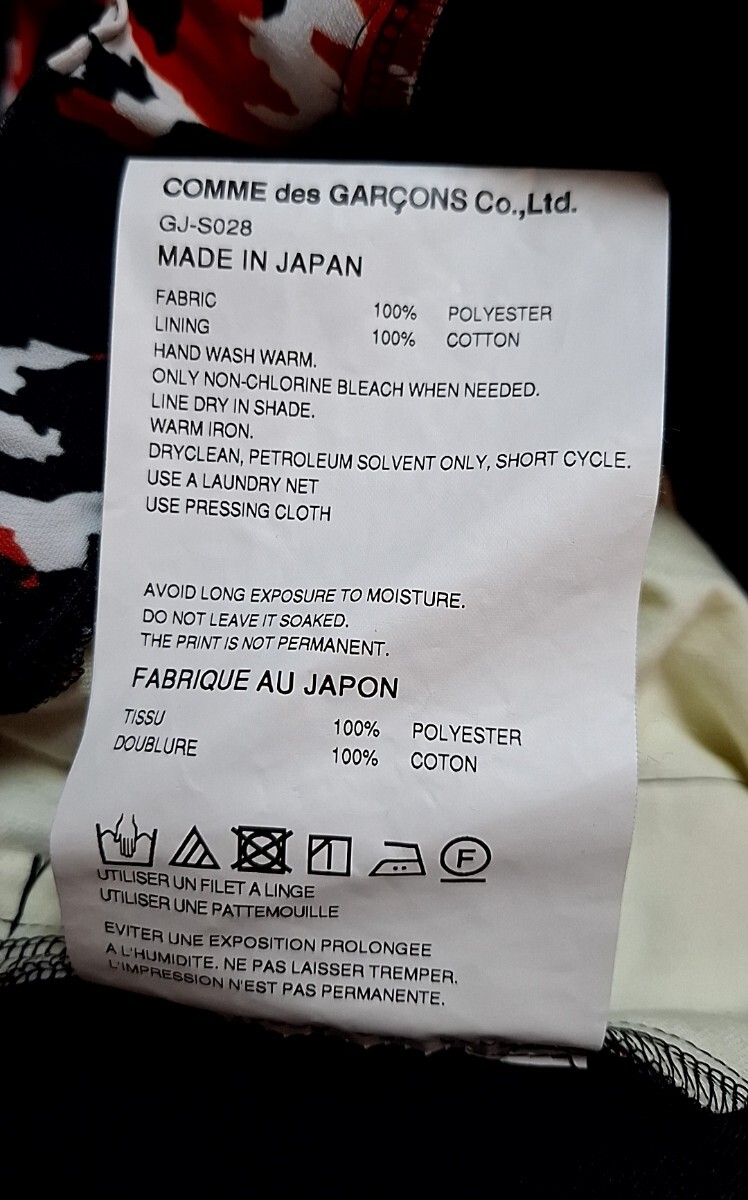 COMME des GARÇONS Co.,Ltd.
GJ-S028
MADE IN JAPAN
FABRIC 100% POLYESTER
LINING 100% COTTON
HAND WASH WARM.
ONLY NON-CHLORINE BLEACH WHEN NEEDED.
LINE DRY IN SHADE.
WARM IRON.
DRYCLEAN, PETROLEUM SOLVENT ONLY, SHORT CYCLE.
USE A LAUNDRY NET
USE PRESSING CLOTH
AVOID LONG EXPOSURE TO MOISTURE.
DO NOT LEAVE IT SOAKED.
THE PRINT IS NOT PERMANENT.
FABRIQUE AU JAPON
TISSU 100% POLYESTER
DOUBLURE 100% COTON
F
UTILISER UN FILET A LINGE
UTILISER UNE PATTEMOUILLE
EVITER UNE EXPOSITION PROLONGEE
A L'HUMIDITE. NE PAS LAISSER TREMPER.
L'IMPRESSION N'EST PAS PERMANENTE.